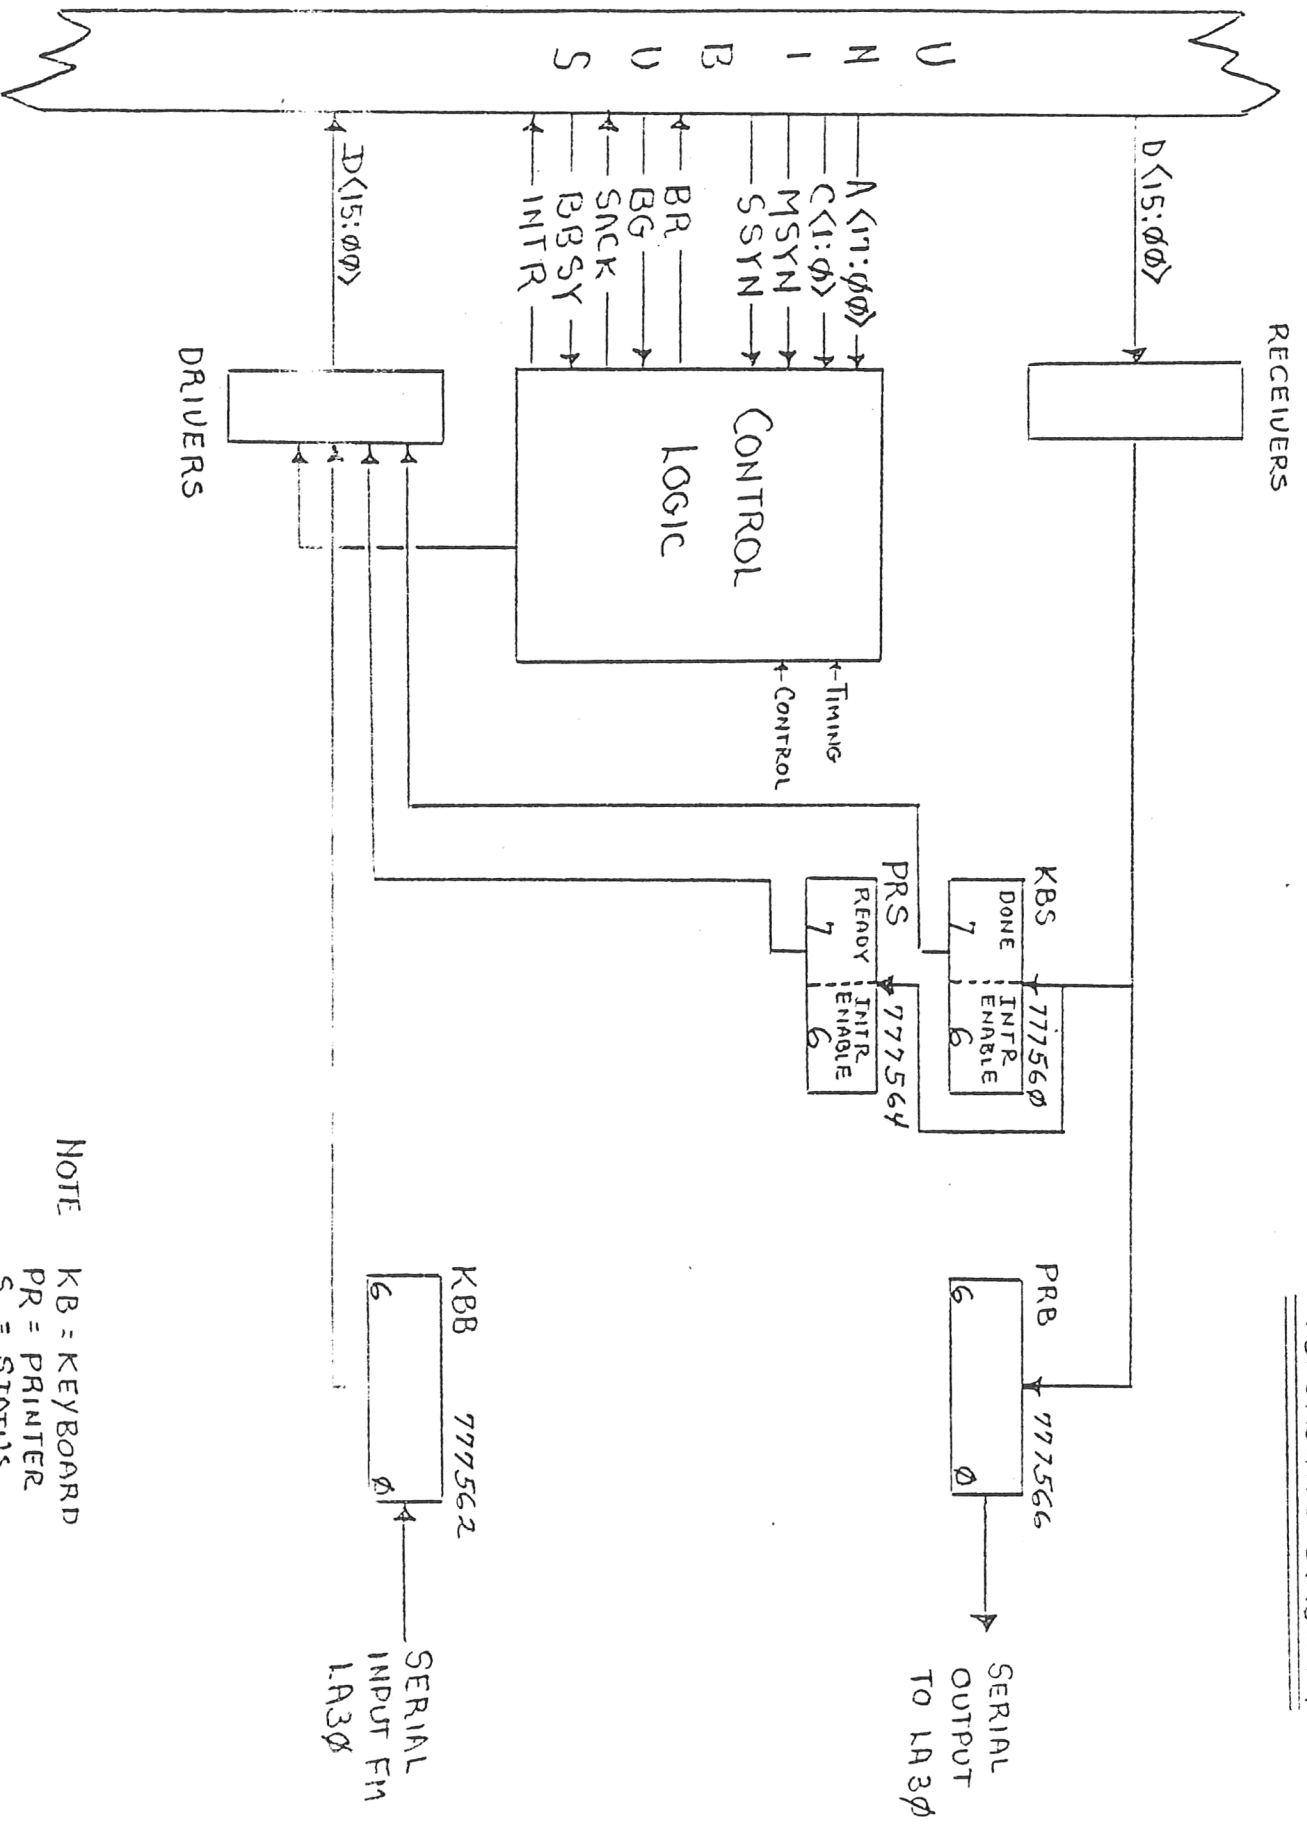 UNIBUS
D<15:00>
RECEIVERS
A<17:00>
C<1:0>
MSYN
SSYN
BR
BG
SACK
BBSY
INTR
CONTROL
LOGIC
TIMING
CONTROL
D<15:00>
DRIVERS
KBS 777560
DONE
7
INTR
ENABLE
6
PRS 777564
READY
7
INTR
ENABLE
6
PRB 777566
6 0
SERIAL
OUTPUT
TO LA30
KBB 777562
6 0
SERIAL
INPUT FM
LA30
NOTE KB = KEYBOARD
PR = PRINTER
S = STATUS